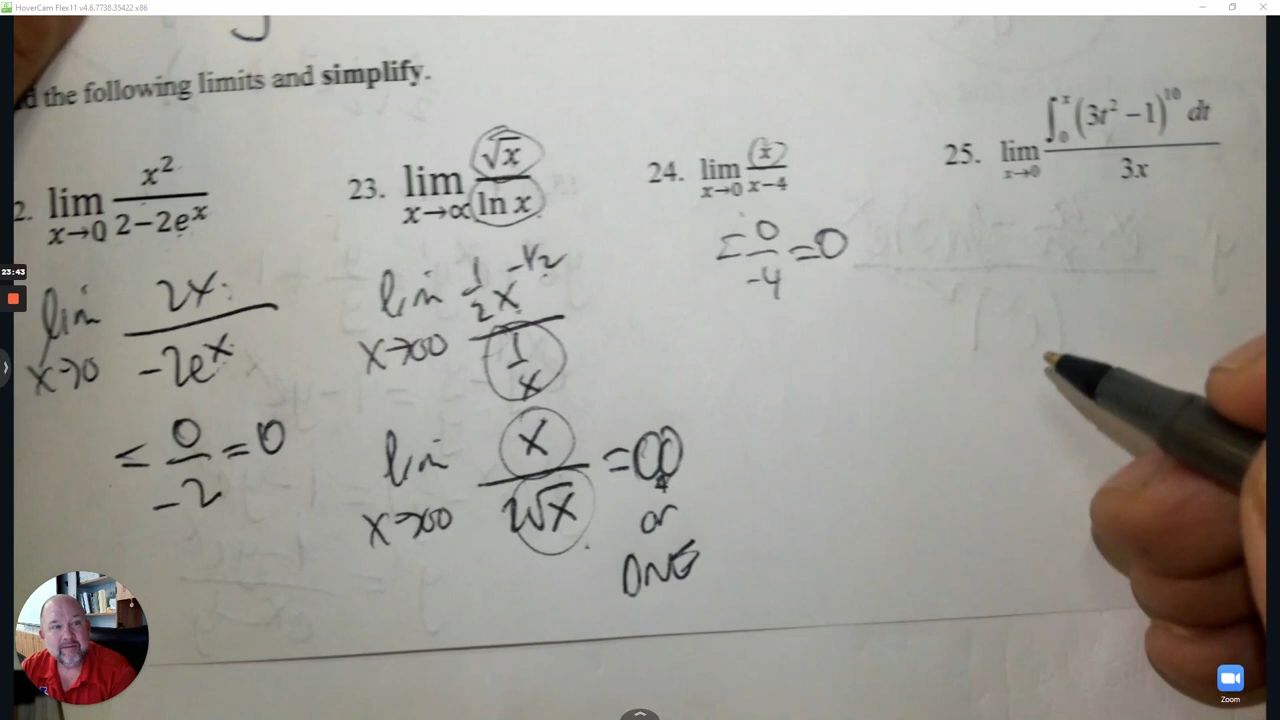 HoverCam Flex11 v4.6.7738.35422 x86
d the following limits and simplify.
2. lim x→0 x² / 2−2eˣ
lim x→0 2x / −2eˣ
= 0 / −2 = 0
23. lim x→∞ √x / ln x
lim x→∞ 1/2 x^−1/2 / 1/x
lim x→∞ x / 2√x = ∞
or
DNE
24. lim x→0 x / x−4
= 0 / −4 = 0
25. lim x→0 ∫₀ˣ (3t² − 1)¹⁰ dt / 3x
23:43
Zoom